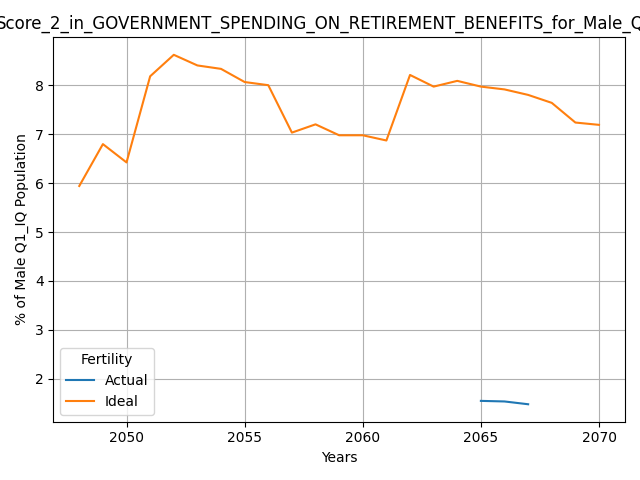 Score_2_in_GOVERNMENT_SPENDING_ON_RETIREMENT_BENEFITS_for_Male_Q
8
7
6
5
4
3
2
% of Male Q1_IQ Population
Fertility
Actual
Ideal
2050
2055
2060
2065
2070
Years